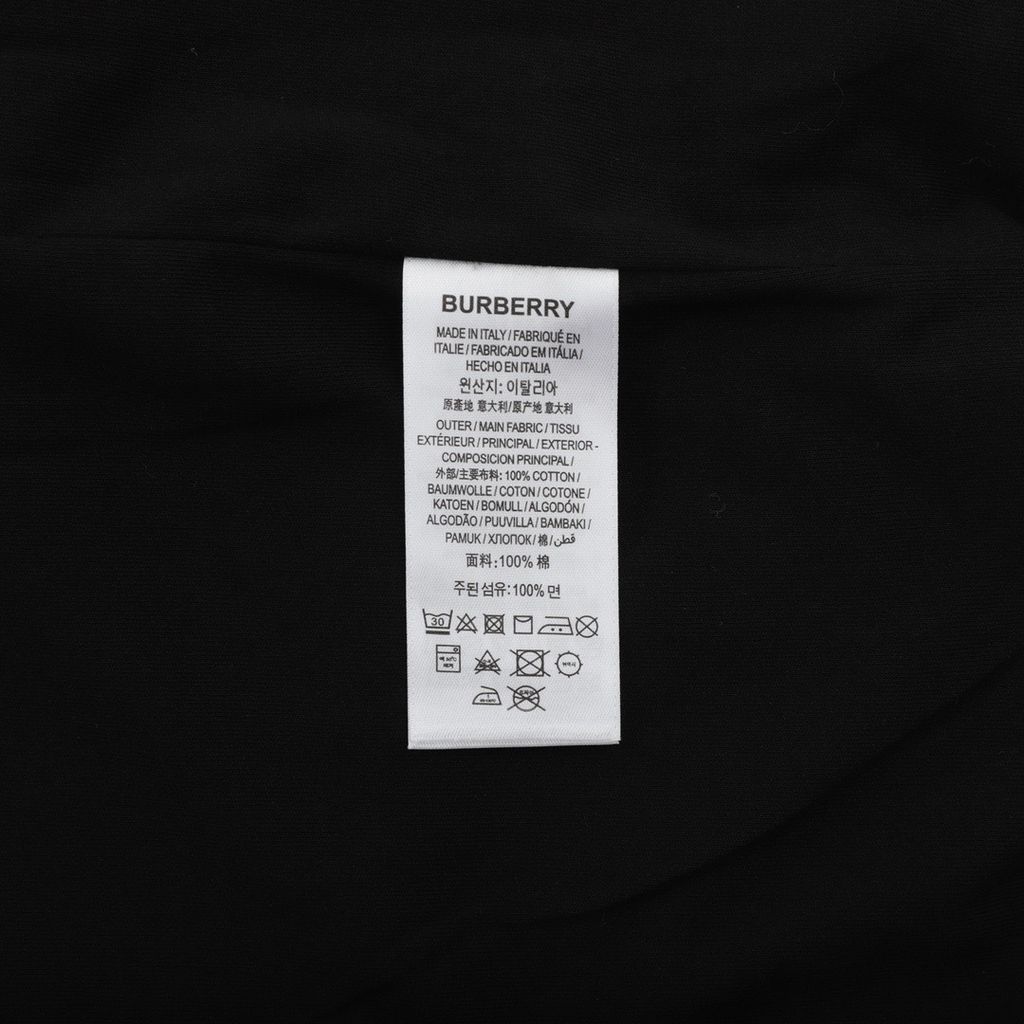 BURBERRY
MADE IN ITALY / FABRIQUÉ EN
ITALIE / FABRICADO EM ITÁLIA /
HECHO EN ITALIA
원산지: 이탈리아
原產地 意大利/原产地 意大利
OUTER / MAIN FABRIC / TISSU
EXTÉRIEUR / PRINCIPAL / EXTERIOR -
COMPOSICION PRINCIPAL /
外部/主要布料: 100% COTTON /
BAUMWOLLE / COTON / COTONE /
KATOEN / BOMULL / ALGODÓN /
ALGODÃO / PUUVILLA / BAMBAKI /
PAMUK / ХЛОПОК / 棉 / قطن
面料:100% 棉
주된 섬유:100% 면
30